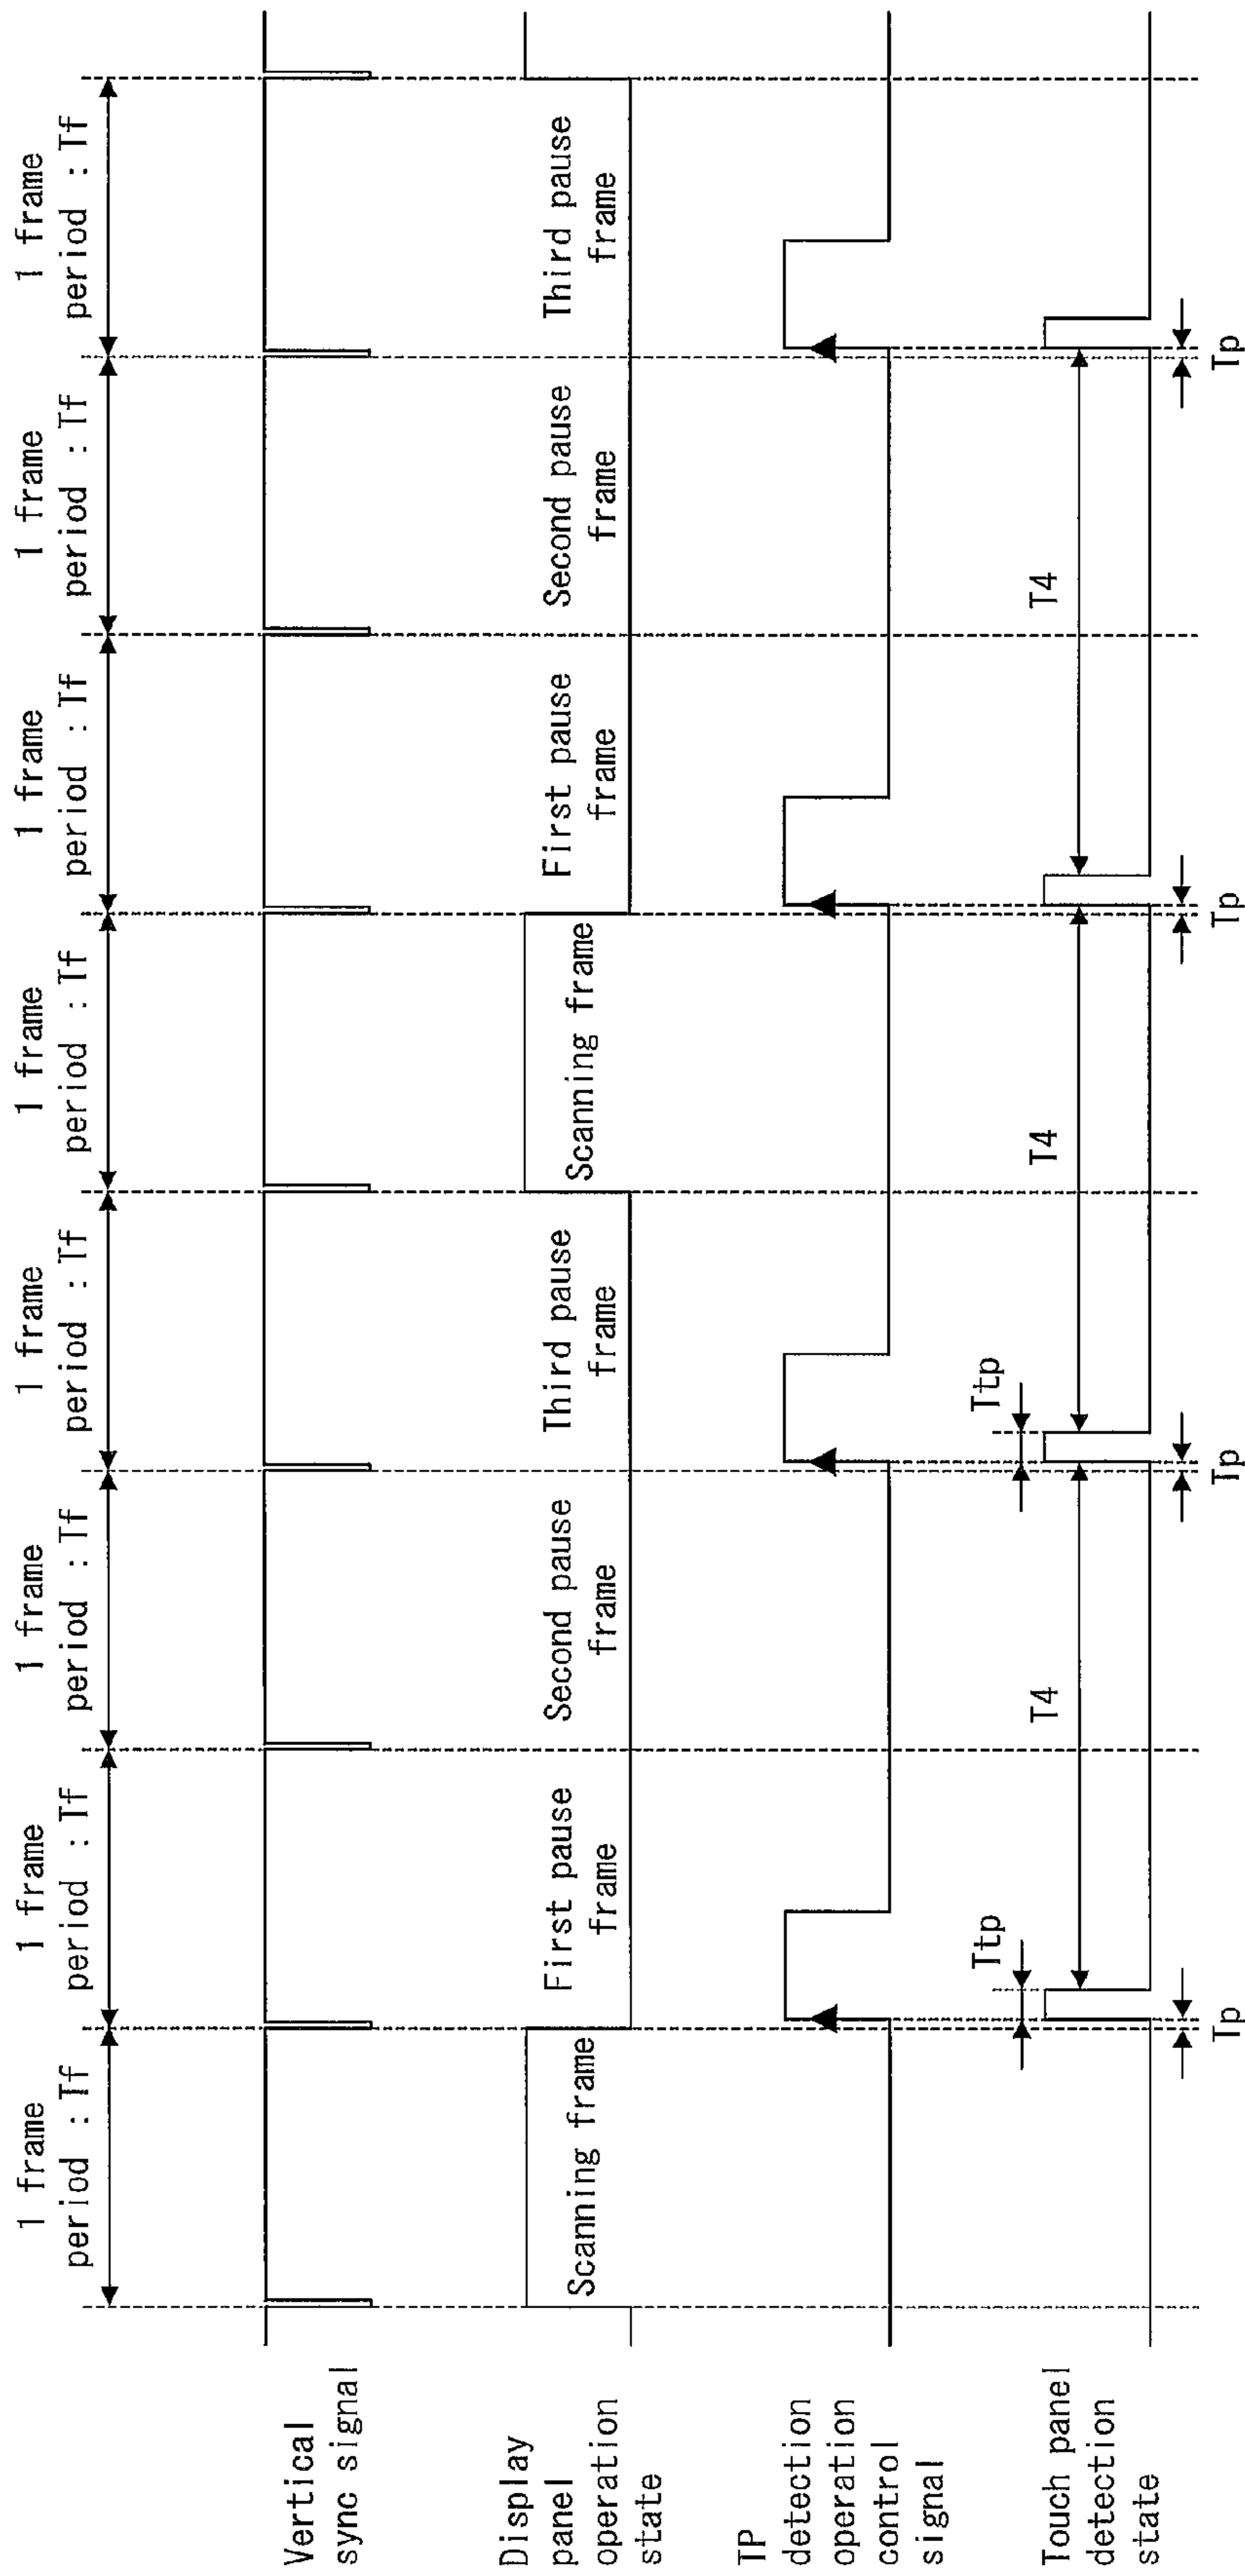 1 frame
period : Tf
1 frame
period : Tf
1 frame
period : Tf
1 frame
period : Tf
1 frame
period : Tf
1 frame
period : Tf
1 frame
period : Tf
1 frame
period : Tf
Vertical
sync signal
Display
panel
operation
state
Scanning frame
First pause
frame
Second pause
frame
Third pause
frame
Scanning frame
First pause
frame
Second pause
frame
Third pause
frame
TP
detection
operation
control
signal
Touch panel
detection
state
Ttp
T4
Ttp
T4
T4
Tp
Tp
Tp
Tp